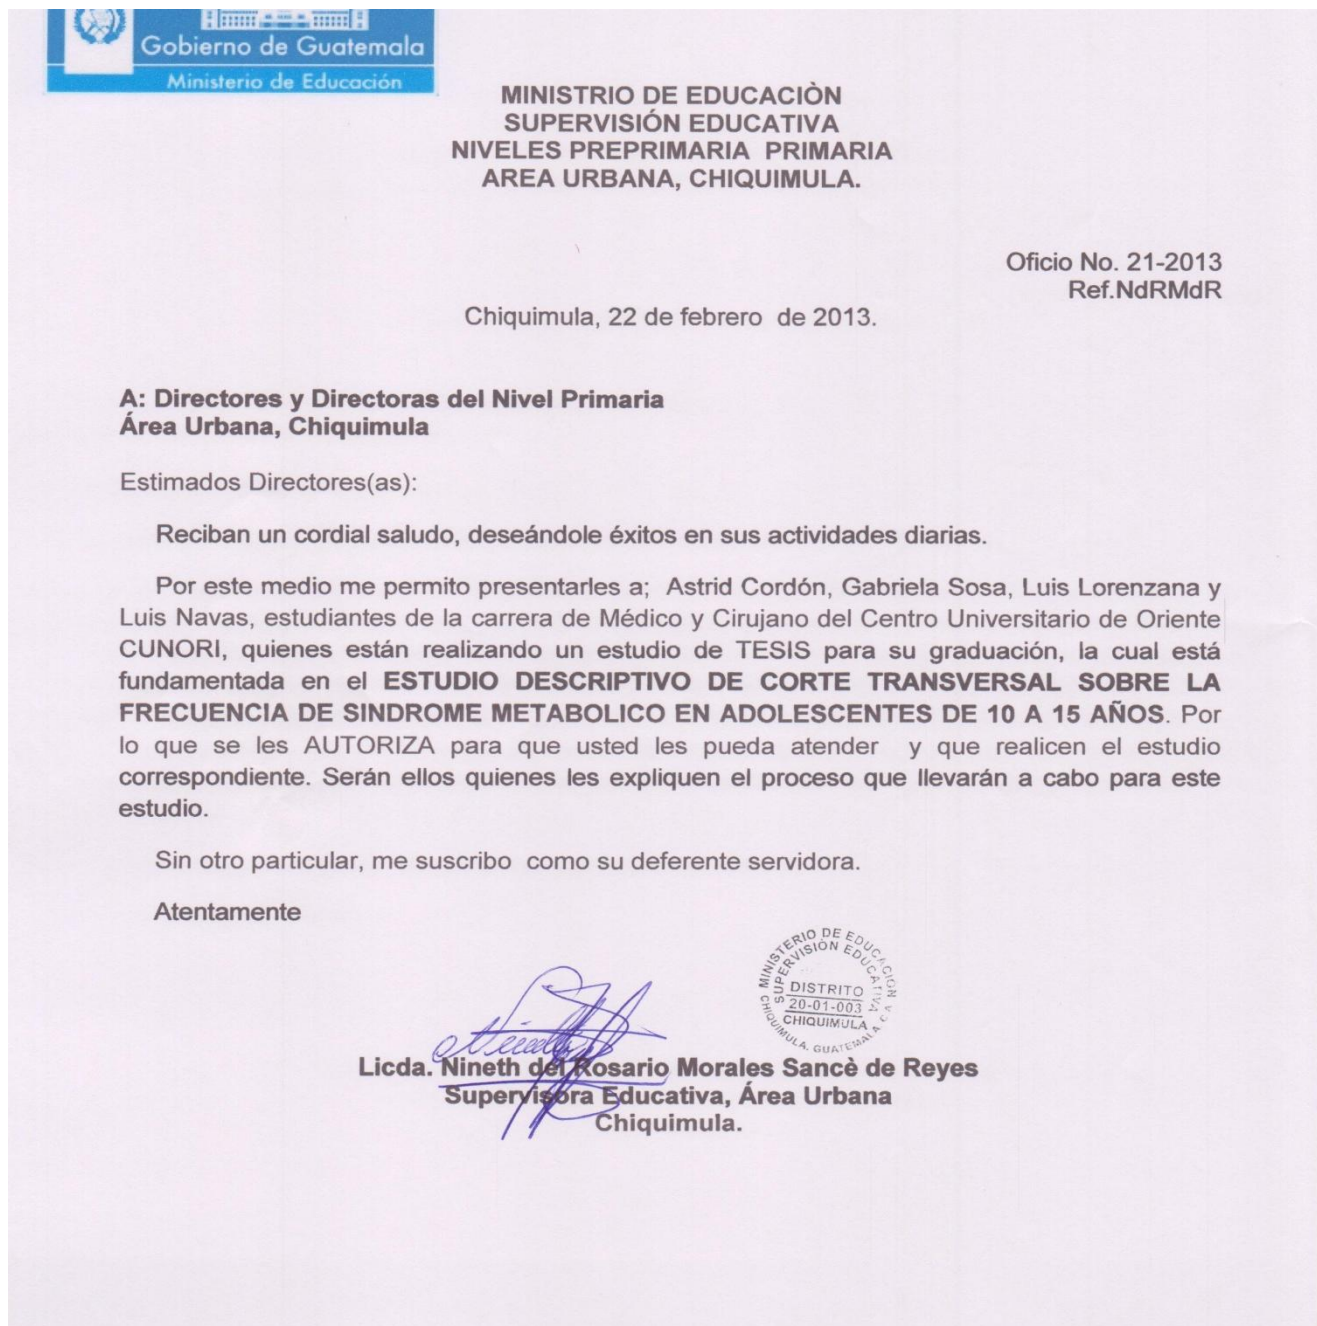 Gobierno de Guatemala
Ministerio de Educación
MINISTRIO DE EDUCACIÒN
SUPERVISIÓN EDUCATIVA
NIVELES PREPRIMARIA PRIMARIA
AREA URBANA, CHIQUIMULA.
Oficio No. 21-2013
Ref.NdRMdR
Chiquimula, 22 de febrero de 2013.
A: Directores y Directoras del Nivel Primaria
Área Urbana, Chiquimula
Estimados Directores(as):
Reciban un cordial saludo, deseándole éxitos en sus actividades diarias.
Por este medio me permito presentarles a; Astrid Cordón, Gabriela Sosa, Luis Lorenzana y
Luis Navas, estudiantes de la carrera de Médico y Cirujano del Centro Universitario de Oriente
CUNORI, quienes están realizando un estudio de TESIS para su graduación, la cual está
fundamentada en el ESTUDIO DESCRIPTIVO DE CORTE TRANSVERSAL SOBRE LA
FRECUENCIA DE SINDROME METABOLICO EN ADOLESCENTES DE 10 A 15 AÑOS. Por
lo que se les AUTORIZA para que usted les pueda atender y que realicen el estudio
correspondiente. Serán ellos quienes les expliquen el proceso que llevarán a cabo para este
estudio.
Sin otro particular, me suscribo como su deferente servidora.
Atentamente
MINISTERIO DE EDUCACIÓN
SUPERVISIÒN EDUCATIVA
DISTRITO
20-01-003
CHIQUIMULA
CHIQUIMULA, GUATEMALA C.A.
Licda. Nineth del Rosario Morales Sancè de Reyes
Supervisora Educativa, Área Urbana
Chiquimula.